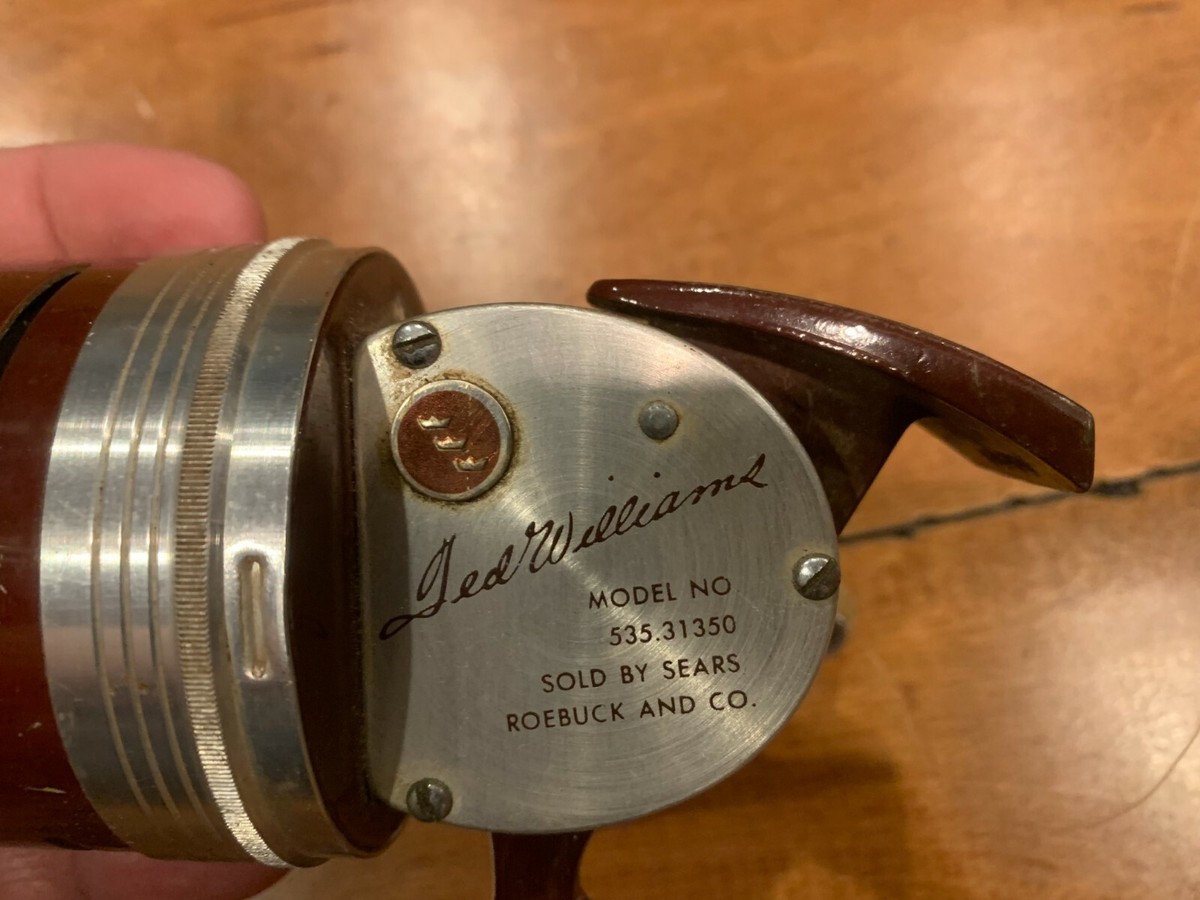 Ted Williams
MODEL NO
535.31350
SOLD BY SEARS
ROEBUCK AND CO.